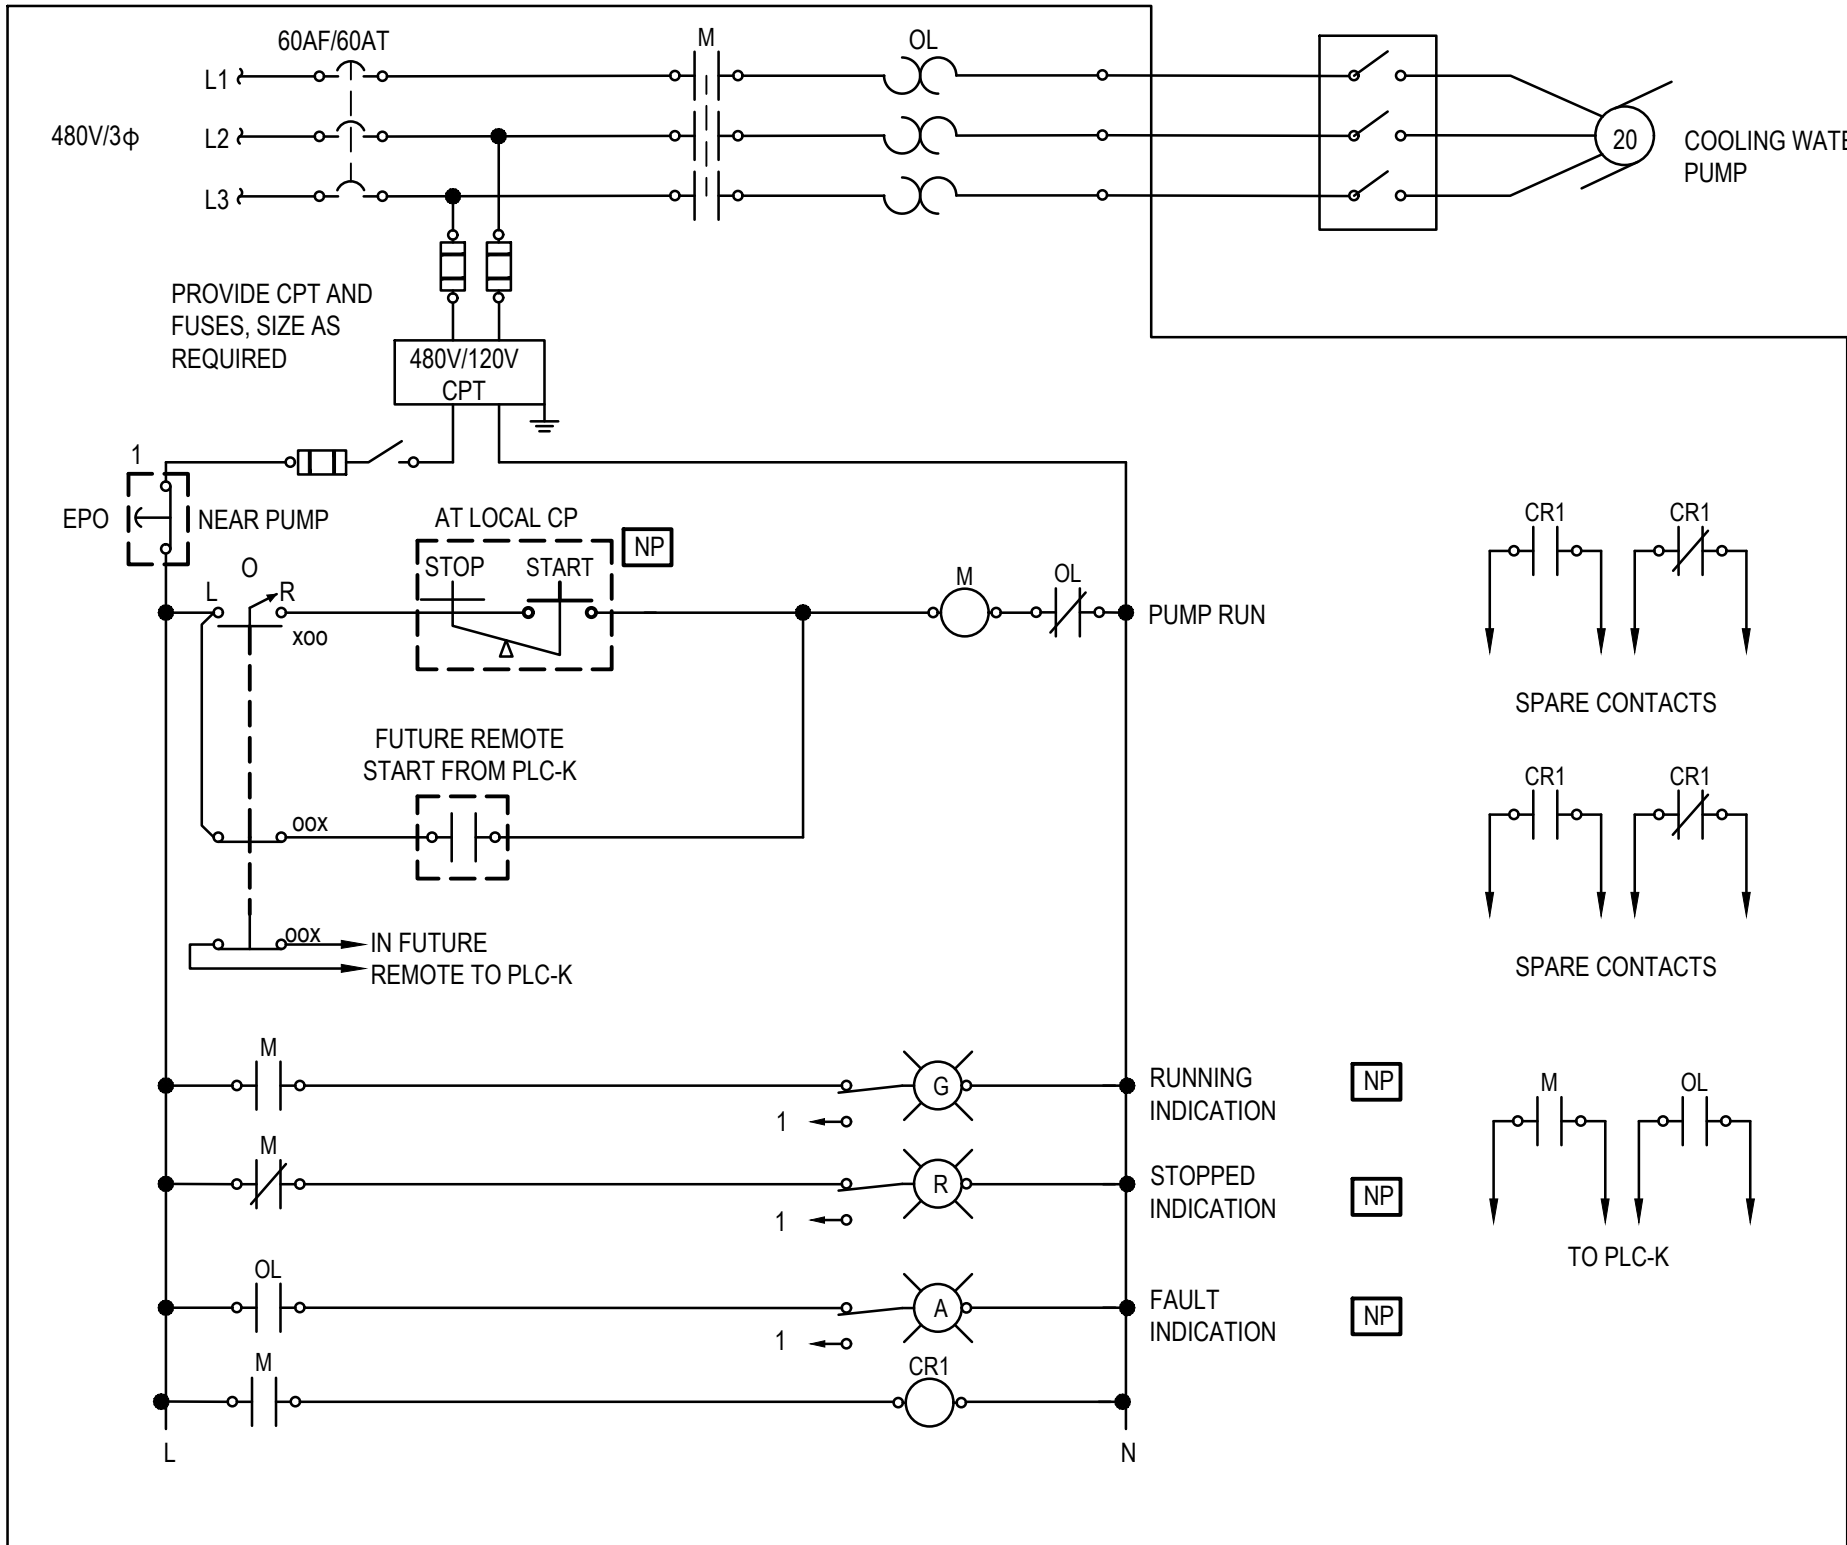 60AF/60AT
M
OL
L1
480V/3ϕ
L2
L3
20
COOLING WATE
PUMP
PROVIDE CPT AND
FUSES, SIZE AS
REQUIRED
480V/120V
CPT
1
EPO
NEAR PUMP
AT LOCAL CP
NP
STOP
START
O
L
R
xoo
M
OL
PUMP RUN
CR1
CR1
SPARE CONTACTS
FUTURE REMOTE
START FROM PLC-K
oox
CR1
CR1
SPARE CONTACTS
oox
IN FUTURE
REMOTE TO PLC-K
M
G
1
RUNNING
INDICATION
NP
M
R
1
STOPPED
INDICATION
NP
M
OL
TO PLC-K
OL
A
1
FAULT
INDICATION
NP
M
CR1
L
N